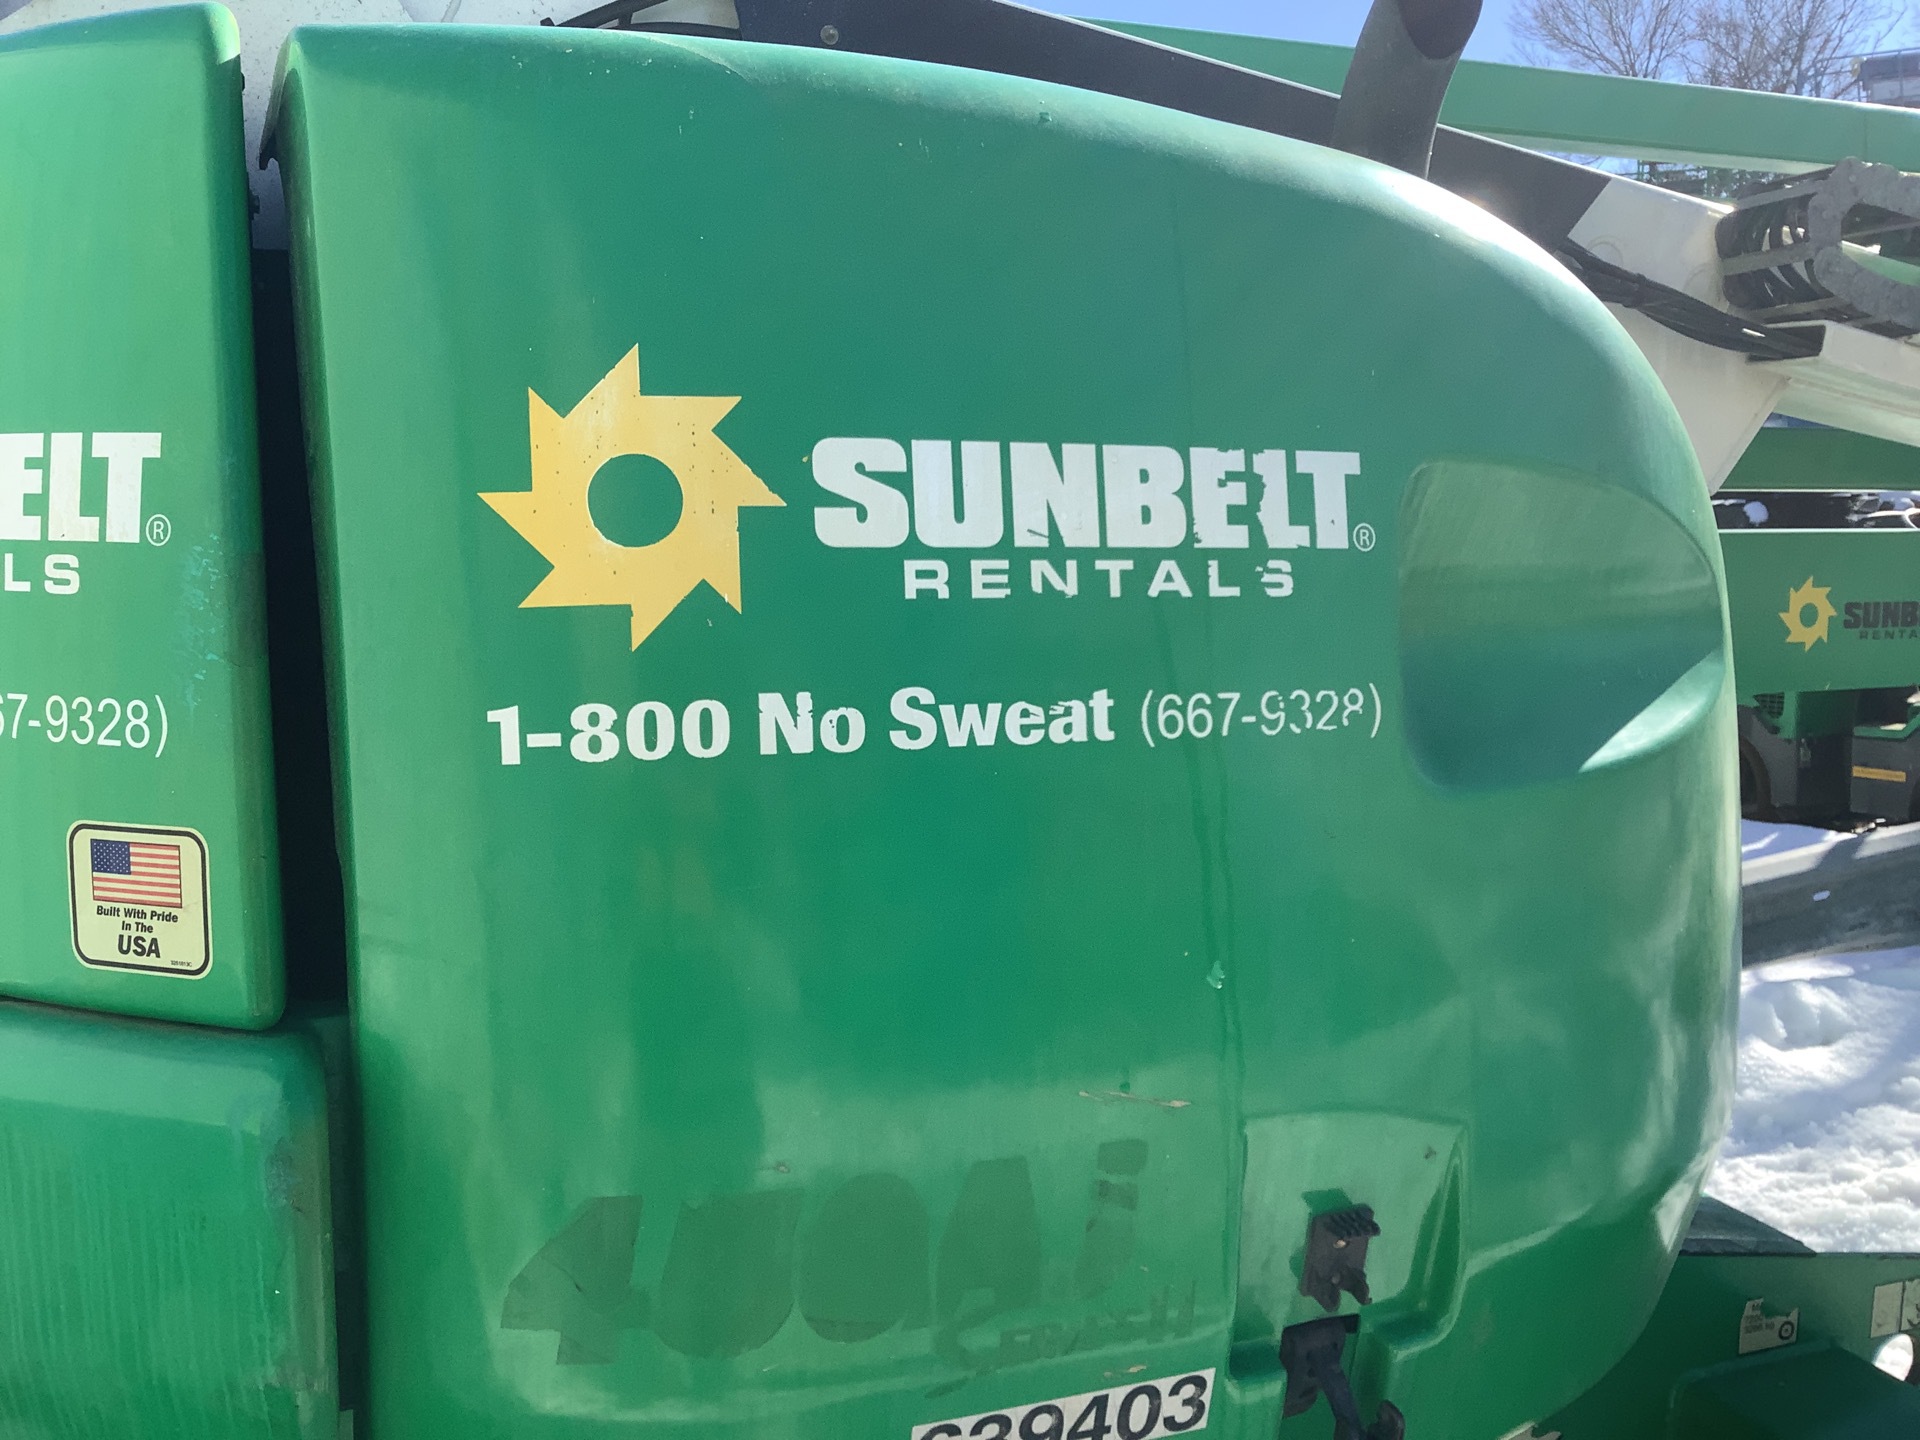 SUNBELT®
RENTALS
1-800 No Sweat (667-9328)
ELT®
LS
67-9328)
Built With Pride
In The
USA
SUNB
RENTA
639403